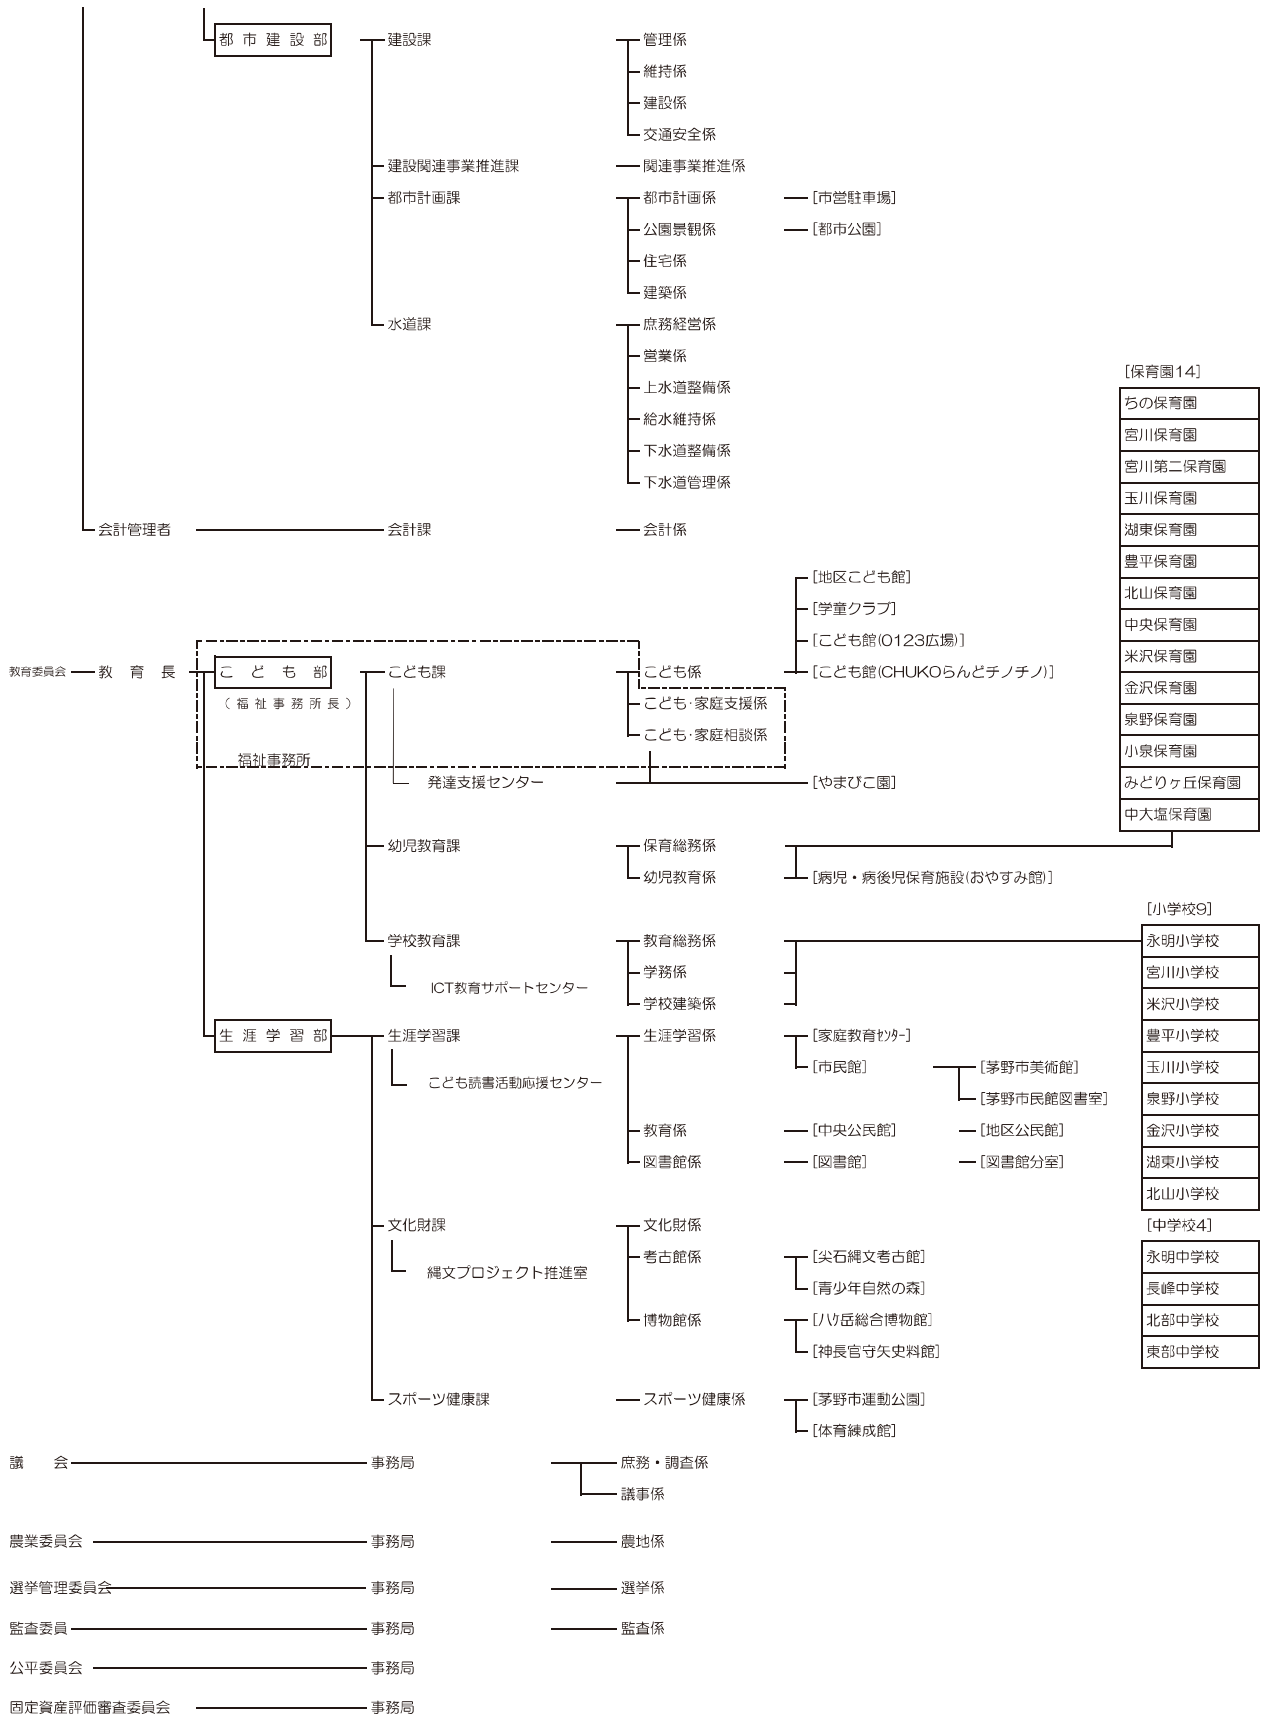 都市建設部 建設課 管理係
維持係
建設係
交通安全係
建設関連事業推進課 関連事業推進係
都市計画課 都市計画係 [市営駐車場]
公園景観係 [都市公園]
住宅係
建築係
水道課 庶務経営係
営業係
上水道整備係
給水維持係
下水道整備係
下水道管理係
会計管理者 会計課 会計係
[保育園14]
ちの保育園
宮川保育園
宮川第二保育園
玉川保育園
湖東保育園
豊平保育園
北山保育園
中央保育園
米沢保育園
金沢保育園
泉野保育園
小泉保育園
みどりヶ丘保育園
中大塩保育園
[地区こども館]
[学童クラブ]
[こども館(0123広場)]
教育委員会 教育長 こども部 こども課 こども係 [こども館(CHUKOらんどチノチノ)]
(福祉事務所長) こども・家庭支援係
こども・家庭相談係
福祉事務所
発達支援センター [やまびこ園]
幼児教育課 保育総務係
幼児教育係 [病児・病後児保育施設(おやすみ館)]
学校教育課 教育総務係
学務係
ICT教育サポートセンター
学校建築係
[小学校9]
永明小学校
宮川小学校
米沢小学校
豊平小学校
玉川小学校
泉野小学校
金沢小学校
湖東小学校
北山小学校
[中学校4]
永明中学校
長峰中学校
北部中学校
東部中学校
生涯学習部 生涯学習課 生涯学習係 [家庭教育ｾﾝﾀｰ]
[市民館] [茅野市美術館]
こども読書活動応援センター
[茅野市民館図書室]
教育係 [中央公民館] [地区公民館]
図書館係 [図書館] [図書館分室]
文化財課 文化財係
考古館係 [尖石縄文考古館]
縄文プロジェクト推進室
[青少年自然の森]
博物館係 [八ｹ岳総合博物館]
[神長官守矢史料館]
スポーツ健康課 スポーツ健康係 [茅野市運動公園]
[体育練成館]
議会 事務局 庶務・調査係
議事係
農業委員会 事務局 農地係
選挙管理委員会 事務局 選挙係
監査委員 事務局 監査係
公平委員会 事務局
固定資産評価審査委員会 事務局